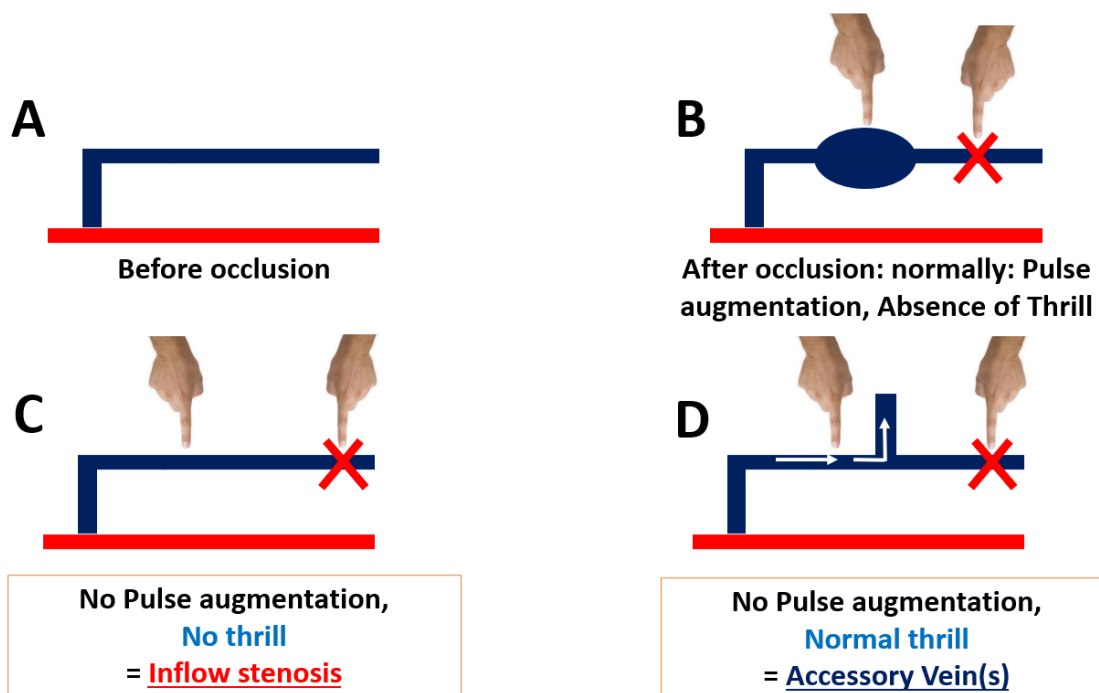 A
Before occlusion
B
After occlusion: normally: Pulse
augmentation, Absence of Thrill
C
No Pulse augmentation,
No thrill
= Inflow stenosis
D
No Pulse augmentation,
Normal thrill
= Accessory Vein(s)